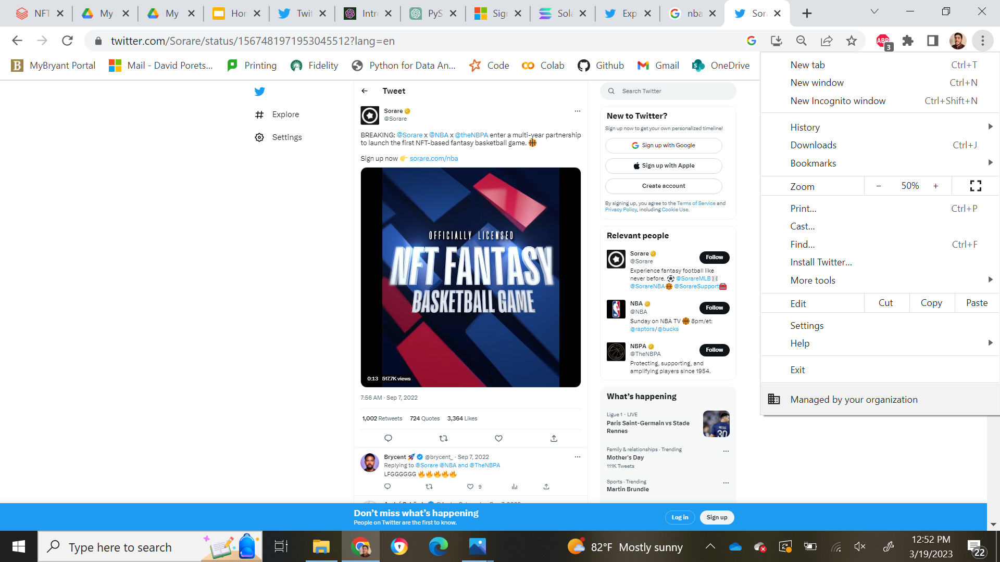 NFT
My
My
Hor
Twit
Intro
PyS
Sign
Sola
Exp
nba
Sora
twitter.com/Sorare/status/1567481971953045512?lang=en
ABP
3
B
MyBryant Portal
Mail - David Porets...
Printing
Fidelity
Python for Data An...
Code
Colab
Github
Gmail
OneDrive
New tab Ctrl+T
New window Ctrl+N
New Incognito window Ctrl+Shift+N
History
Downloads Ctrl+J
Bookmarks
Zoom − 50% +
Print... Ctrl+P
Cast...
Find... Ctrl+F
Install Twitter...
More tools
Edit Cut Copy Paste
Settings
Help
Exit
Managed by your organization
Explore
Settings
Tweet
Sorare
@Sorare
BREAKING: @Sorare x @NBA x @theNBPA enter a multi-year partnership
to launch the first NFT-based fantasy basketball game. 🏀
Sign up now 👉 sorare.com/nba
OFFICIALLY LICENSED
NFT FANTASY
BASKETBALL GAME
0:13 517.7K views
7:56 AM · Sep 7, 2022
1,002 Retweets 724 Quotes 3,364 Likes
Brycent 🚀 @brycent_ · Sep 7, 2022
Replying to @Sorare @NBA and @TheNBPA
LFGGGGGG 🔥🔥🔥🔥🔥
9
Search Twitter
New to Twitter?
Sign up now to get your own personalized timeline!
Sign up with Google
Sign up with Apple
Create account
By signing up, you agree to the Terms of Service and
Privacy Policy, including Cookie Use.
Relevant people
Sorare
@Sorare
Follow
Experience fantasy football like
never before. ⚽ @SorareMLB
@SorareNBA🏀 @SorareSupport🧰
NBA
@NBA
Follow
Sunday on NBA TV 🏀 8pm/et:
@raptors/@bucks
NBPA
@TheNBPA
Follow
Protecting, supporting, and
amplifying players since 1954.
What's happening
Ligue 1 · LIVE
Paris Saint-Germain vs Stade
Rennes
MESSI
30
Family & relationships · Trending
Mother's Day
111K Tweets
Sports · Trending
Martin Brundle
Don't miss what's happening
People on Twitter are the first to know.
Log in
Sign up
Type here to search
82°F Mostly sunny
12:52 PM
3/19/2023
22